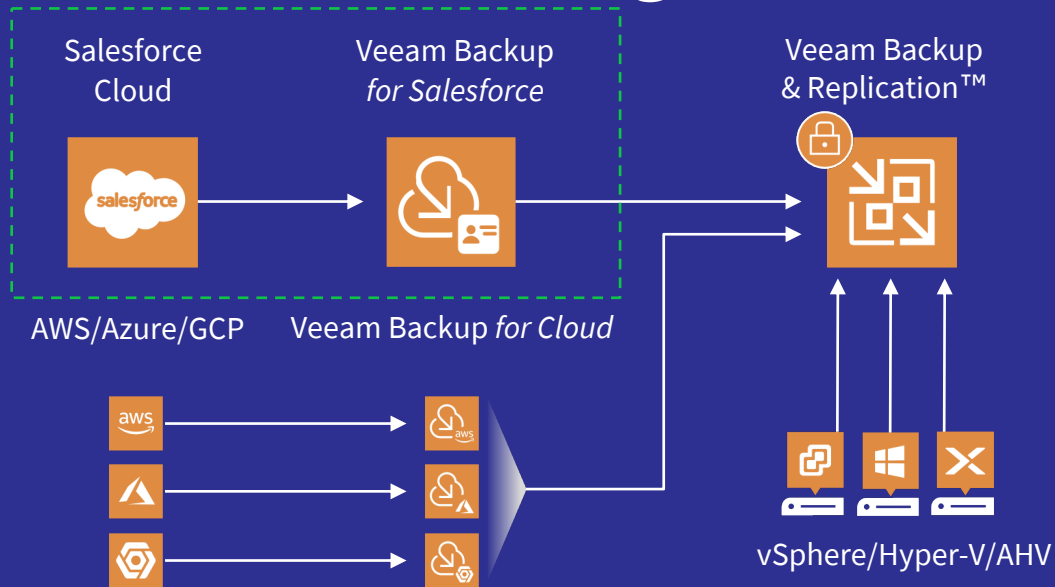 Salesforce
Cloud
Veeam Backup
for Salesforce
Veeam Backup
& Replication™
salesforce
AWS/Azure/GCP
Veeam Backup for Cloud
aws
aws
vSphere/Hyper-V/AHV